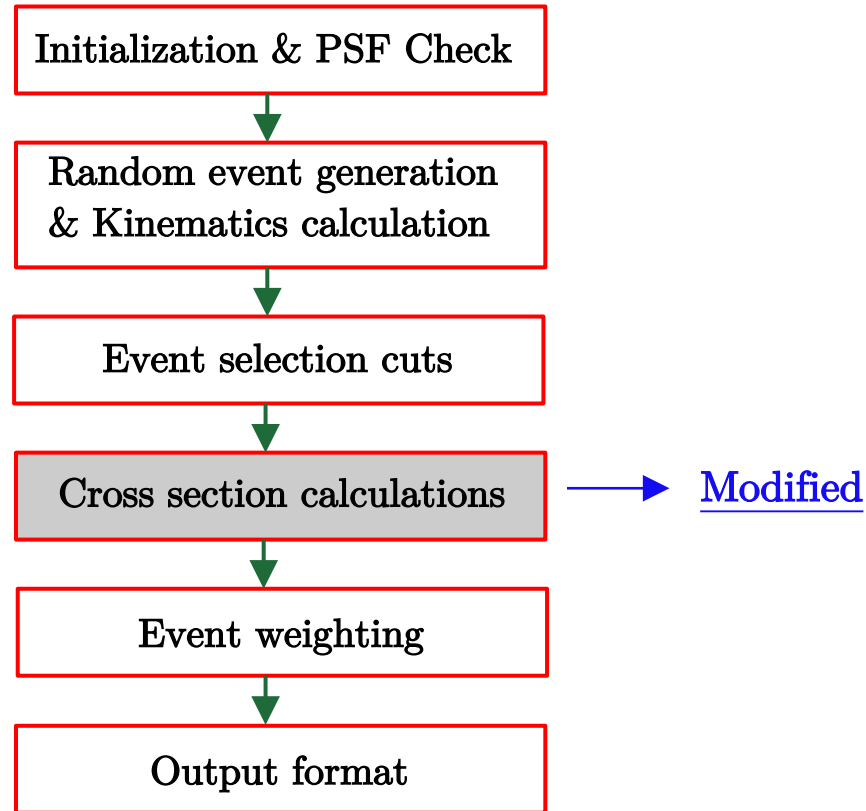 Initialization & PSF Check
Random event generation
& Kinematics calculation
Event selection cuts
Cross section calculations
Modified
Event weighting
Output format